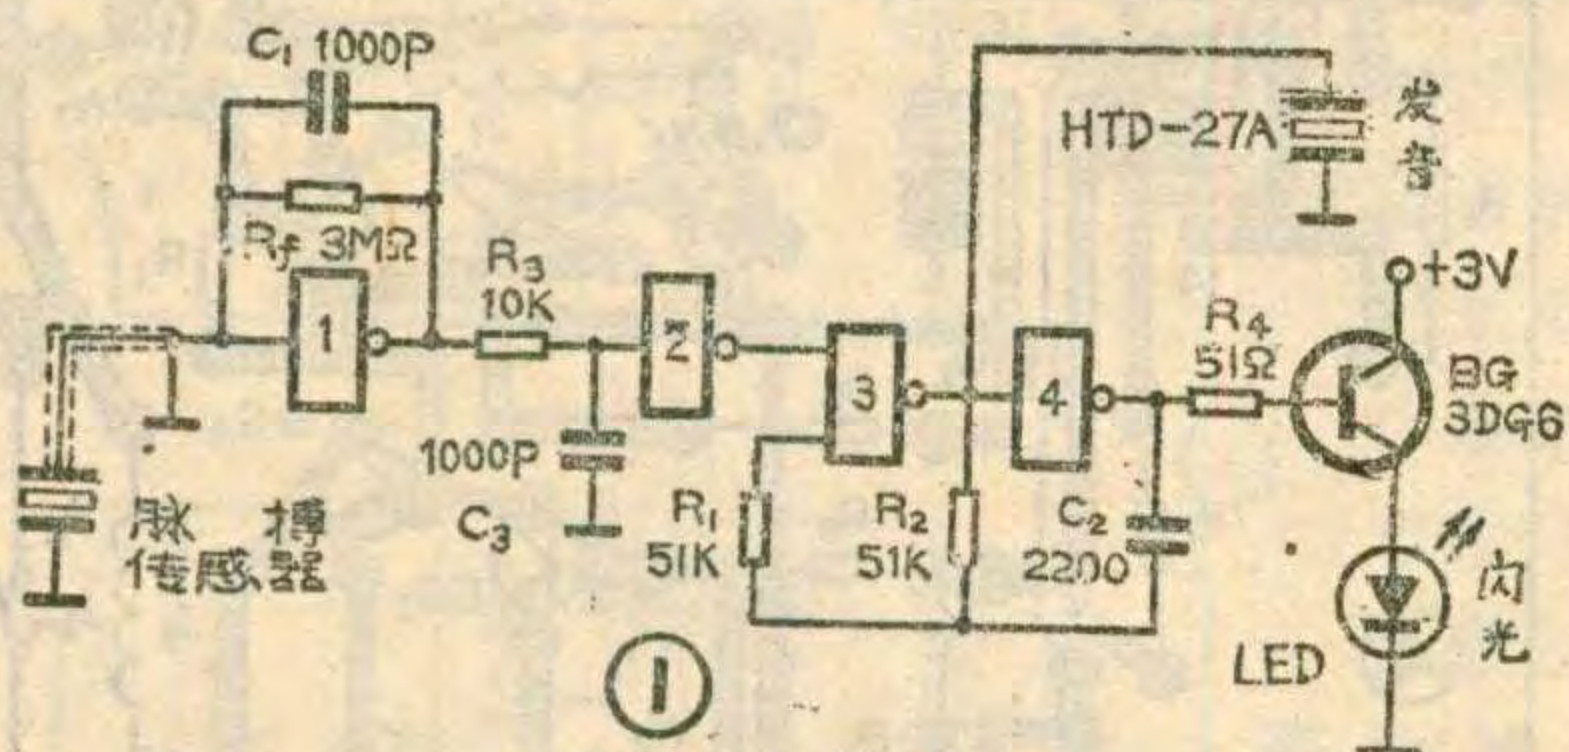 C₁ 1000P
Rf 3MΩ
1
R₃
10K
2
1000P
C₃
脉 搏
传感器
3
R₁
51K
R₂
51K
4
C₂
2200
HTD-27A
发音
R₄
51Ω
+3V
BG
3DG6
LED
闪光
1